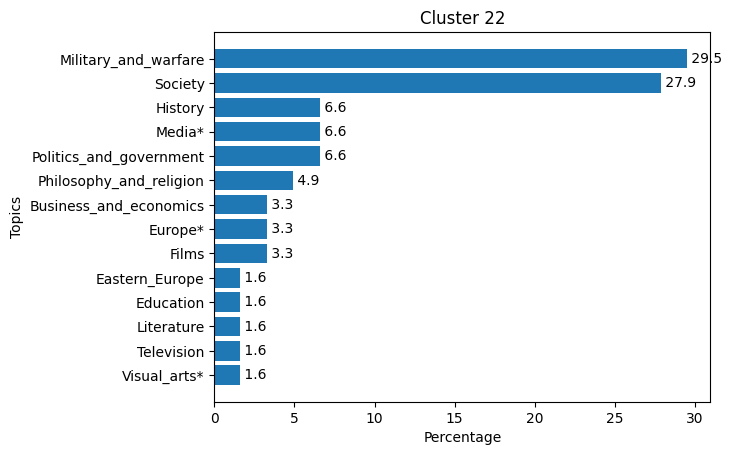 Cluster 22
Topics
Military_and_warfare 29.5
Society 27.9
History 6.6
Media* 6.6
Politics_and_government 6.6
Philosophy_and_religion 4.9
Business_and_economics 3.3
Europe* 3.3
Films 3.3
Eastern_Europe 1.6
Education 1.6
Literature 1.6
Television 1.6
Visual_arts* 1.6
0 5 10 15 20 25 30
Percentage